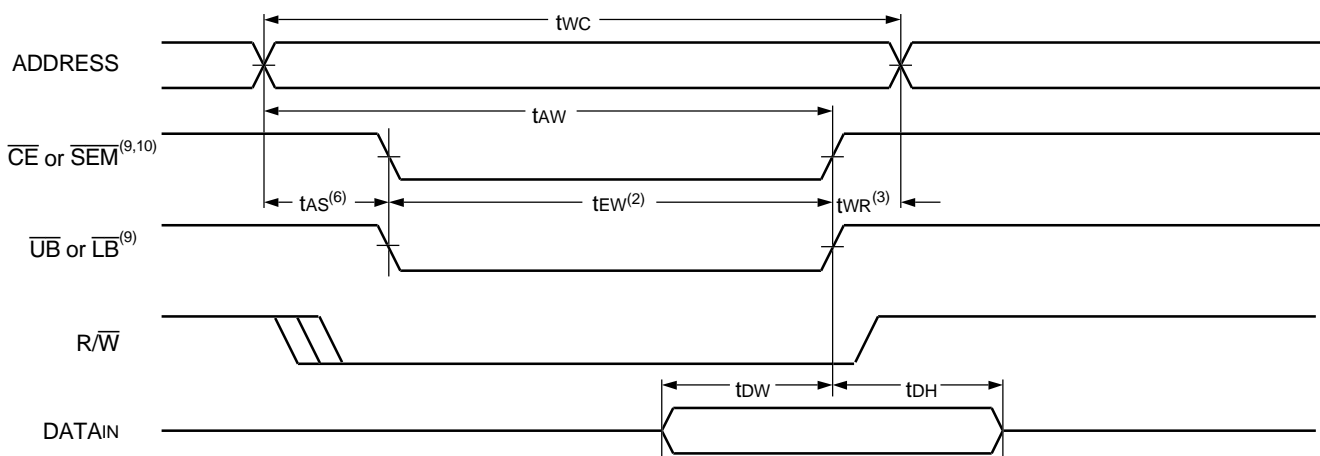 tWC
ADDRESS
tAW
CE or SEM(9,10)
tAS(6) tEW(2) tWR(3)
UB or LB(9)
R/W
tDW tDH
DATAIN